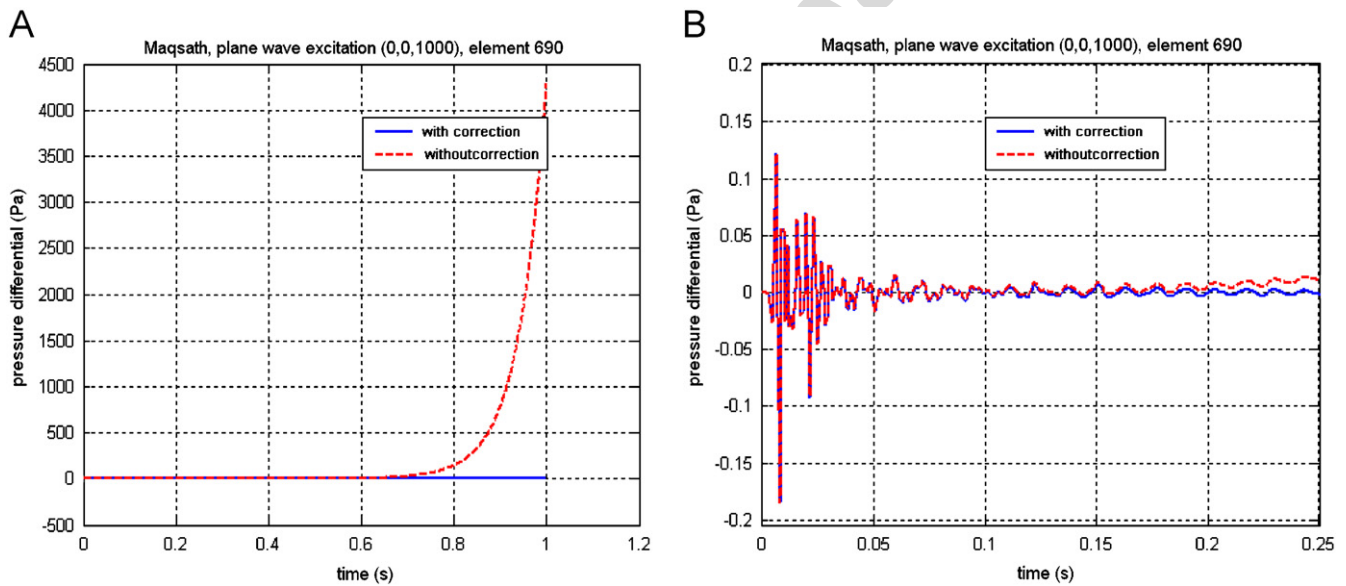 A
Maqsath, plane wave excitation (0,0,1000), element 690
4500
4000
3500
3000
2500
2000
1500
1000
500
0
-500
pressure differential (Pa)
with correction
withoutcorrection
0 0.2 0.4 0.6 0.8 1 1.2
time (s)
B
Maqsath, plane wave excitation (0,0,1000), element 690
0.2
0.15
0.1
0.05
0
-0.05
-0.1
-0.15
-0.2
pressure differential (Pa)
with correction
withoutcorrection
0 0.05 0.1 0.15 0.2 0.25
time (s)